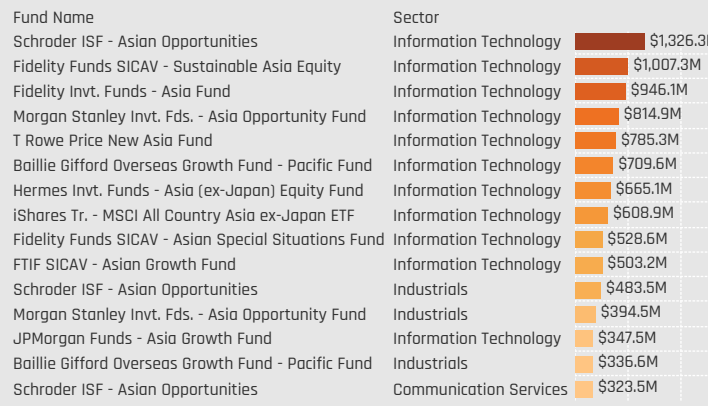 Fund Name Sector
Schroder ISF - Asian Opportunities Information Technology $1,326.3
Fidelity Funds SICAV - Sustainable Asia Equity Information Technology $1,007.3M
Fidelity Invt. Funds - Asia Fund Information Technology $946.1M
Morgan Stanley Invt. Fds. - Asia Opportunity Fund Information Technology $814.9M
T Rowe Price New Asia Fund Information Technology $785.3M
Baillie Gifford Overseas Growth Fund - Pacific Fund Information Technology $709.6M
Hermes Invt. Funds - Asia (ex-Japan) Equity Fund Information Technology $665.1M
iShares Tr. - MSCI All Country Asia ex-Japan ETF Information Technology $608.9M
Fidelity Funds SICAV - Asian Special Situations Fund Information Technology $528.6M
FTIF SICAV - Asian Growth Fund Information Technology $503.2M
Schroder ISF - Asian Opportunities Industrials $483.5M
Morgan Stanley Invt. Fds. - Asia Opportunity Fund Industrials $394.5M
JPMorgan Funds - Asia Growth Fund Information Technology $347.5M
Baillie Gifford Overseas Growth Fund - Pacific Fund Industrials $336.6M
Schroder ISF - Asian Opportunities Communication Services $323.5M